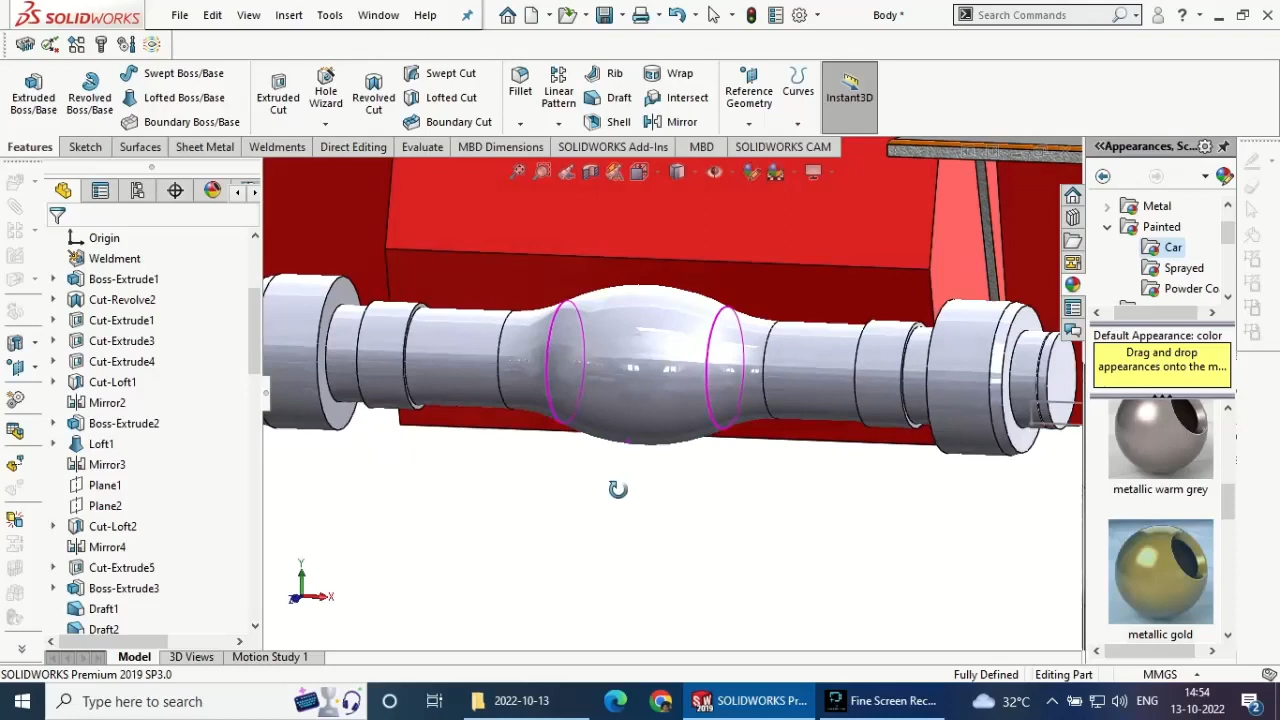 SOLIDWORKS
File Edit View Insert Tools Window Help
Body *
Search Commands
Extruded Boss/Base
Revolved Boss/Base
Swept Boss/Base
Lofted Boss/Base
Boundary Boss/Base
Extruded Cut
Hole Wizard
Revolved Cut
Swept Cut
Lofted Cut
Boundary Cut
Fillet
Linear Pattern
Rib
Draft
Shell
Wrap
Intersect
Mirror
Reference Geometry
Curves
Instant3D
Features Sketch Surfaces Sheet Metal Weldments Direct Editing Evaluate MBD Dimensions SOLIDWORKS Add-Ins MBD SOLIDWORKS CAM
Origin
Weldment
Boss-Extrude1
Cut-Revolve2
Cut-Extrude1
Cut-Extrude3
Cut-Extrude4
Cut-Loft1
Mirror2
Boss-Extrude2
Loft1
Mirror3
Plane1
Plane2
Cut-Loft2
Mirror4
Cut-Extrude5
Boss-Extrude3
Draft1
Draft2
Y
X
Z
<<Appearances, Sc...
Metal
Painted
Car
Sprayed
Powder Co
Default Appearance: color
Drag and drop
appearances onto the m...
metallic warm grey
metallic gold
Model 3D Views Motion Study 1
SOLIDWORKS Premium 2019 SP3.0
Fully Defined Editing Part MMGS
Type here to search
2022-10-13
SW 2019
SOLIDWORKS Pr...
Fine Screen Rec...
32°C
ENG
14:54
13-10-2022
2